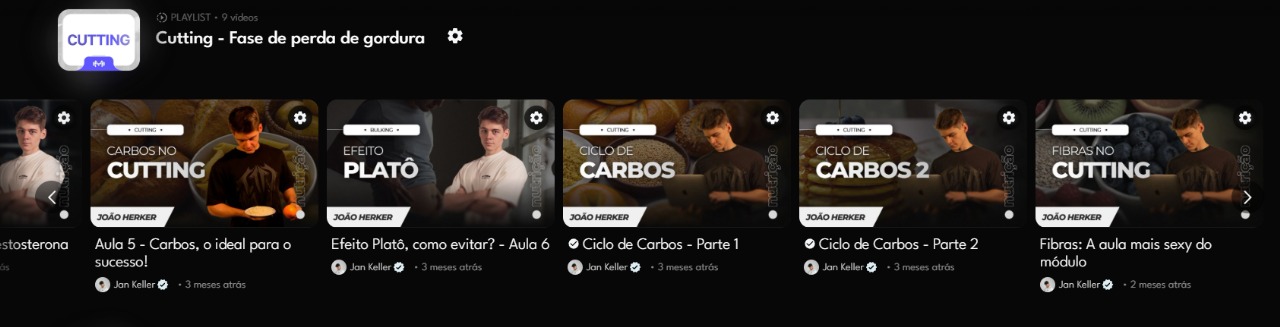 PLAYLIST • 9 vídeos
CUTTING
Cutting - Fase de perda de gordura
• CUTTING •
CARBOS NO
CUTTING
nutrição
JOÃO HERKER
• BULKING •
EFEITO
PLATÔ
nutrição
JOÃO HERKER
• CUTTING •
CICLO DE
CARBOS
nutrição
JOÃO HERKER
• CUTTING •
CICLO DE
CARBOS 2
nutrição
JOÃO HERKER
• CUTTING •
FIBRAS NO
CUTTING
nutrição
JOÃO HERKER
estosterona
ás
Aula 5 - Carbos, o ideal para o
sucesso!
Jan Keller • 3 meses atrás
Efeito Platô, como evitar? - Aula 6
Jan Keller • 3 meses atrás
Ciclo de Carbos - Parte 1
Jan Keller • 3 meses atrás
Ciclo de Carbos - Parte 2
Jan Keller • 3 meses atrás
Fibras: A aula mais sexy do
módulo
Jan Keller • 2 meses atrás